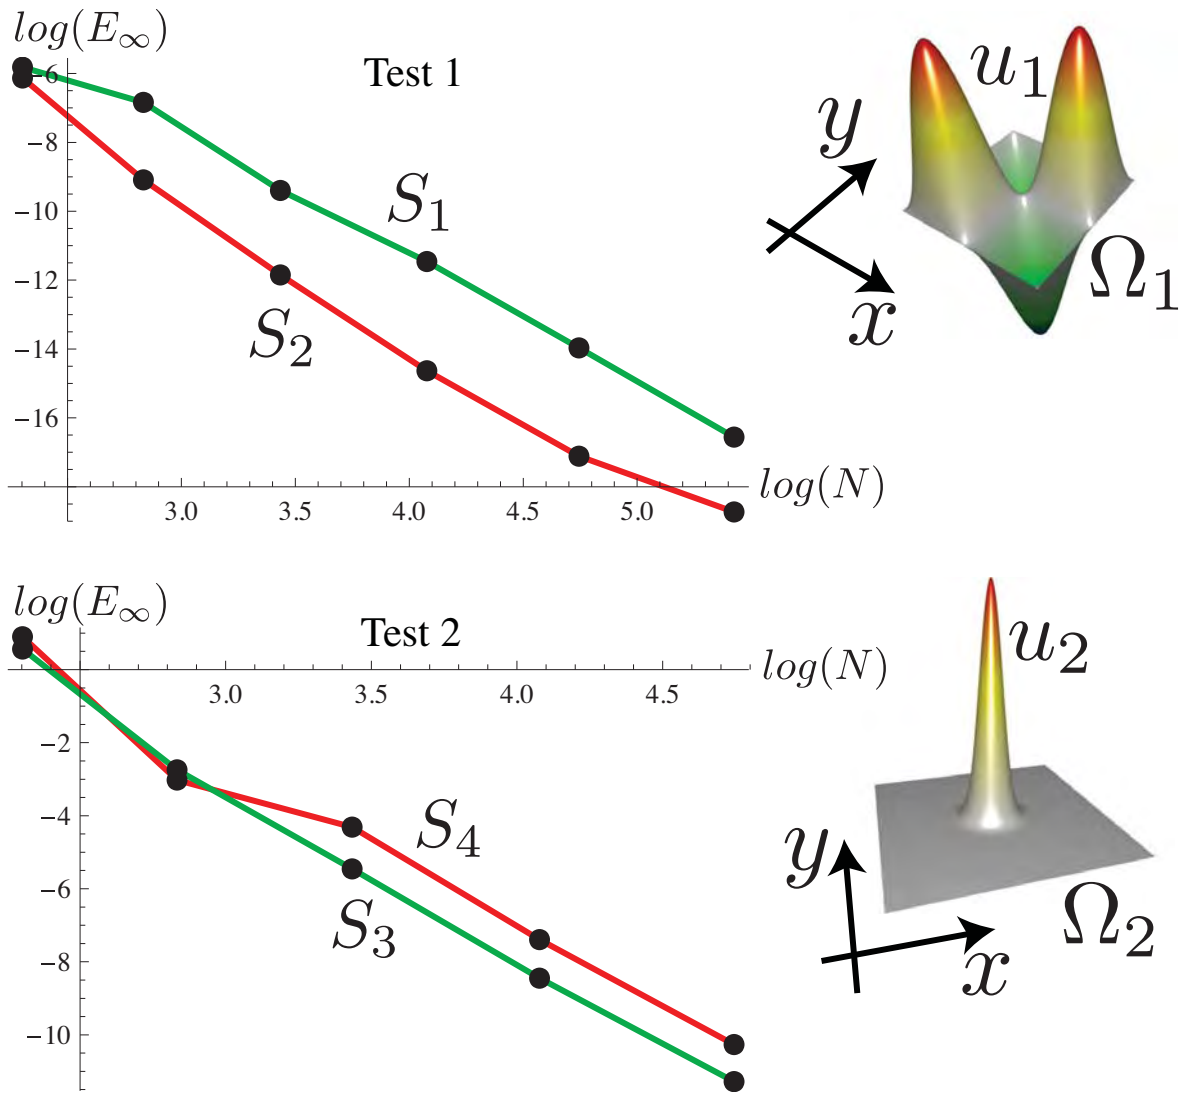 log(E∞)
Test 1
−6
−8
−10
−12
−14
−16
S1
S2
3.0 3.5 4.0 4.5 5.0
log(N)
u1
y
x
Ω1
log(E∞)
Test 2
3.0 3.5 4.0 4.5
log(N)
−2
−4
−6
−8
−10
S4
S3
u2
y
x
Ω2